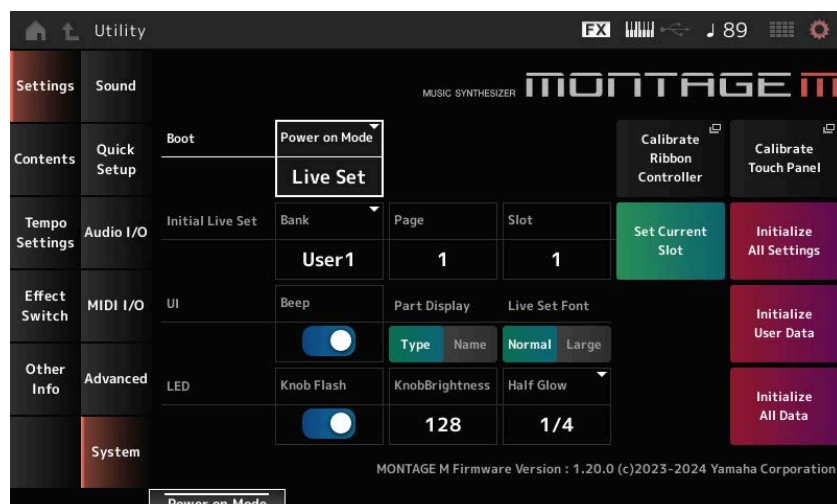 Utility
FX
♩ 89
Settings
Sound
MUSIC SYNTHESIZER MONTAGE M
Contents
Quick
Setup
Boot
Power on Mode
Live Set
Calibrate
Ribbon
Controller
Calibrate
Touch Panel
Tempo
Settings
Audio I/O
Initial Live Set
Bank
User1
Page
1
Slot
1
Set Current
Slot
Initialize
All Settings
Effect
Switch
MIDI I/O
UI
Beep
Part Display
Type Name
Live Set Font
Normal Large
Initialize
User Data
Other
Info
Advanced
LED
Knob Flash
KnobBrightness
128
Half Glow
1/4
Initialize
All Data
System
MONTAGE M Firmware Version : 1.20.0 (c)2023-2024 Yamaha Corporation
Power on Mode